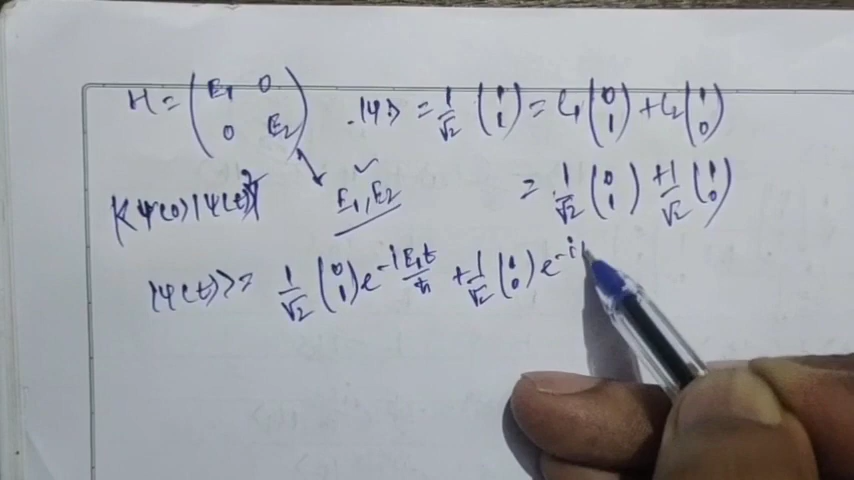 H = (E₁ 0 / 0 E₂) |ψ> = 1/√2 (1 / 1) = C₁ (0 / 1) + C₂ (1 / 0)
|<ψ(0)|ψ(t)>|² E₁, E₂ = 1/√2 (0 / 1) + 1/√2 (1 / 0)
|ψ(t)> = 1/√2 (0 / 1) e^(-iE₁t/ħ) + 1/√2 (1 / 0) e^(-i